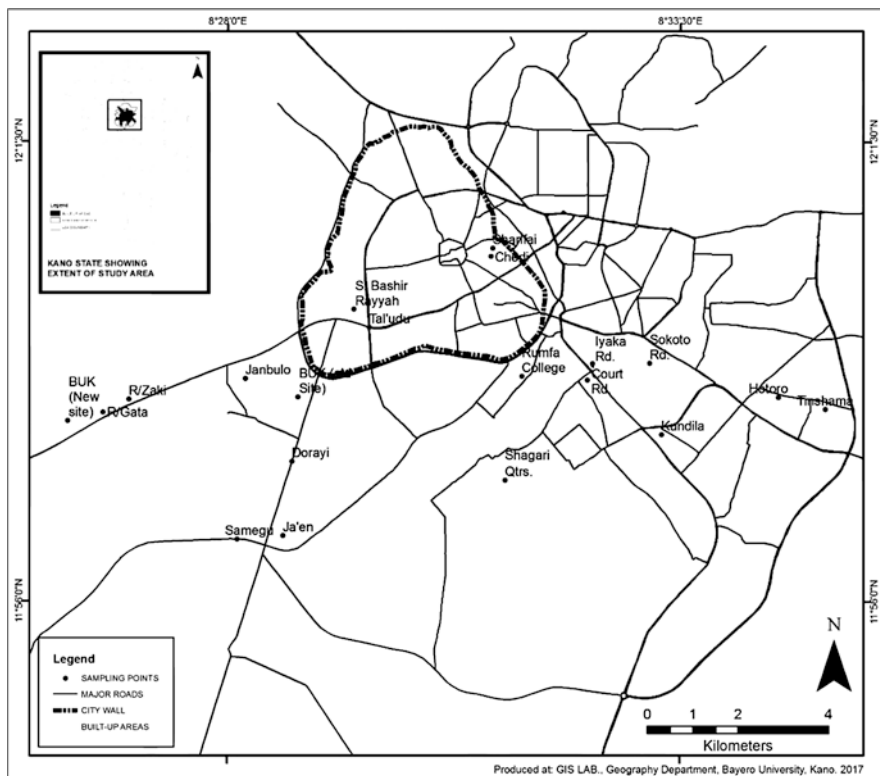 8°28'0"E
8°33'30"E
12°1'30"N
12°1'30"N
Legend
KANO STATE SHOWING
EXTENT OF STUDY AREA
Chedi
S. Bashir
Rayyah
Tal'udu
Iyaka
Rd.
Sokoto
Rd.
Rumfa
College
Court
Rd
Janbulo
BUK
Site)
BUK
(New
site)
R/Zaki
R/Gata
Hotoro
Tinshama
Kundila
Dorayi
Shagari
Qtrs.
Samegu
Ja'en
11°56'0"N
11°56'0"N
N
Legend
SAMPLING POINTS
MAJOR ROADS
CITY WALL
BUILT-UP AREAS
0 1 2 4
Kilometers
Produced at: GIS LAB., Geography Department, Bayero University, Kano. 2017